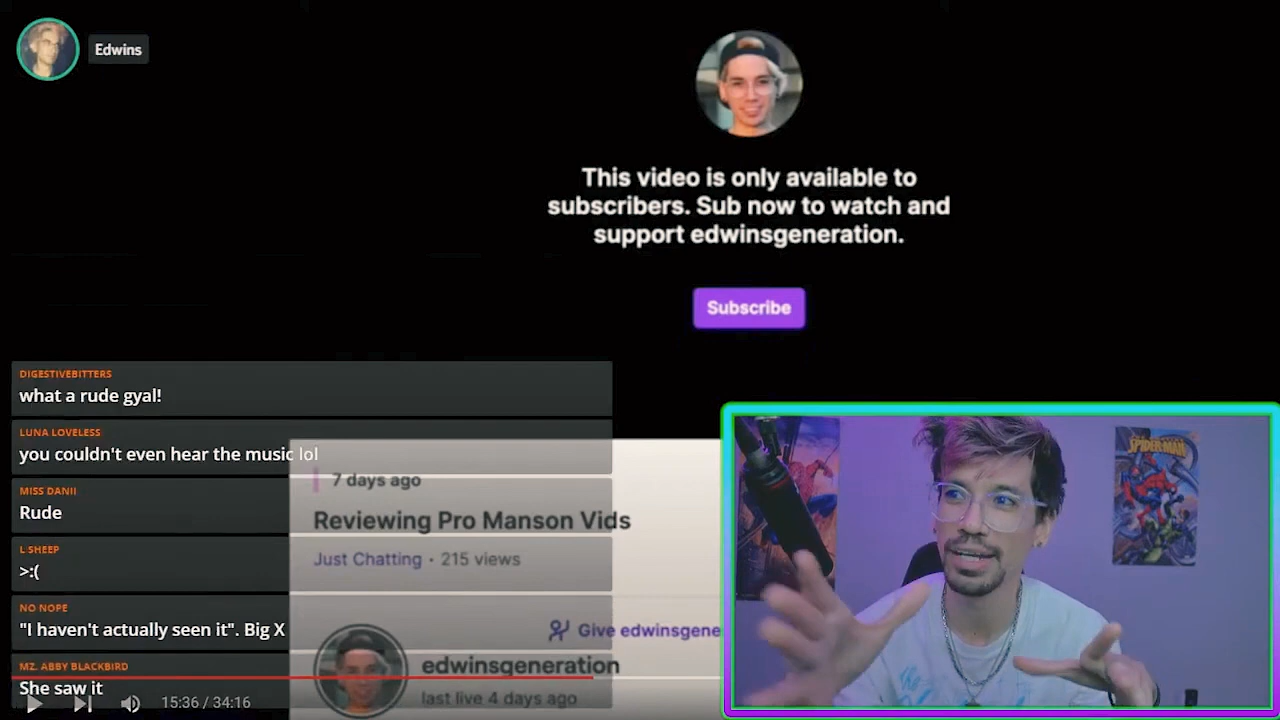 Edwins
This video is only available to
subscribers. Sub now to watch and
support edwinsgeneration.
Subscribe
DIGESTIVEBITTERS
what a rude gyal!
LUNA LOVELESS
you couldn't even hear the music lol
MISS DANII
Rude
L SHEEP
>:(
NO NOPE
"I haven't actually seen it". Big X
MZ. ABBY BLACKBIRD
She saw it
7 days ago
Reviewing Pro Manson Vids
Just Chatting · 215 views
Give edwinsgene
edwinsgeneration
last live 4 days ago
15:36 / 34:16
SPIDER-MAN